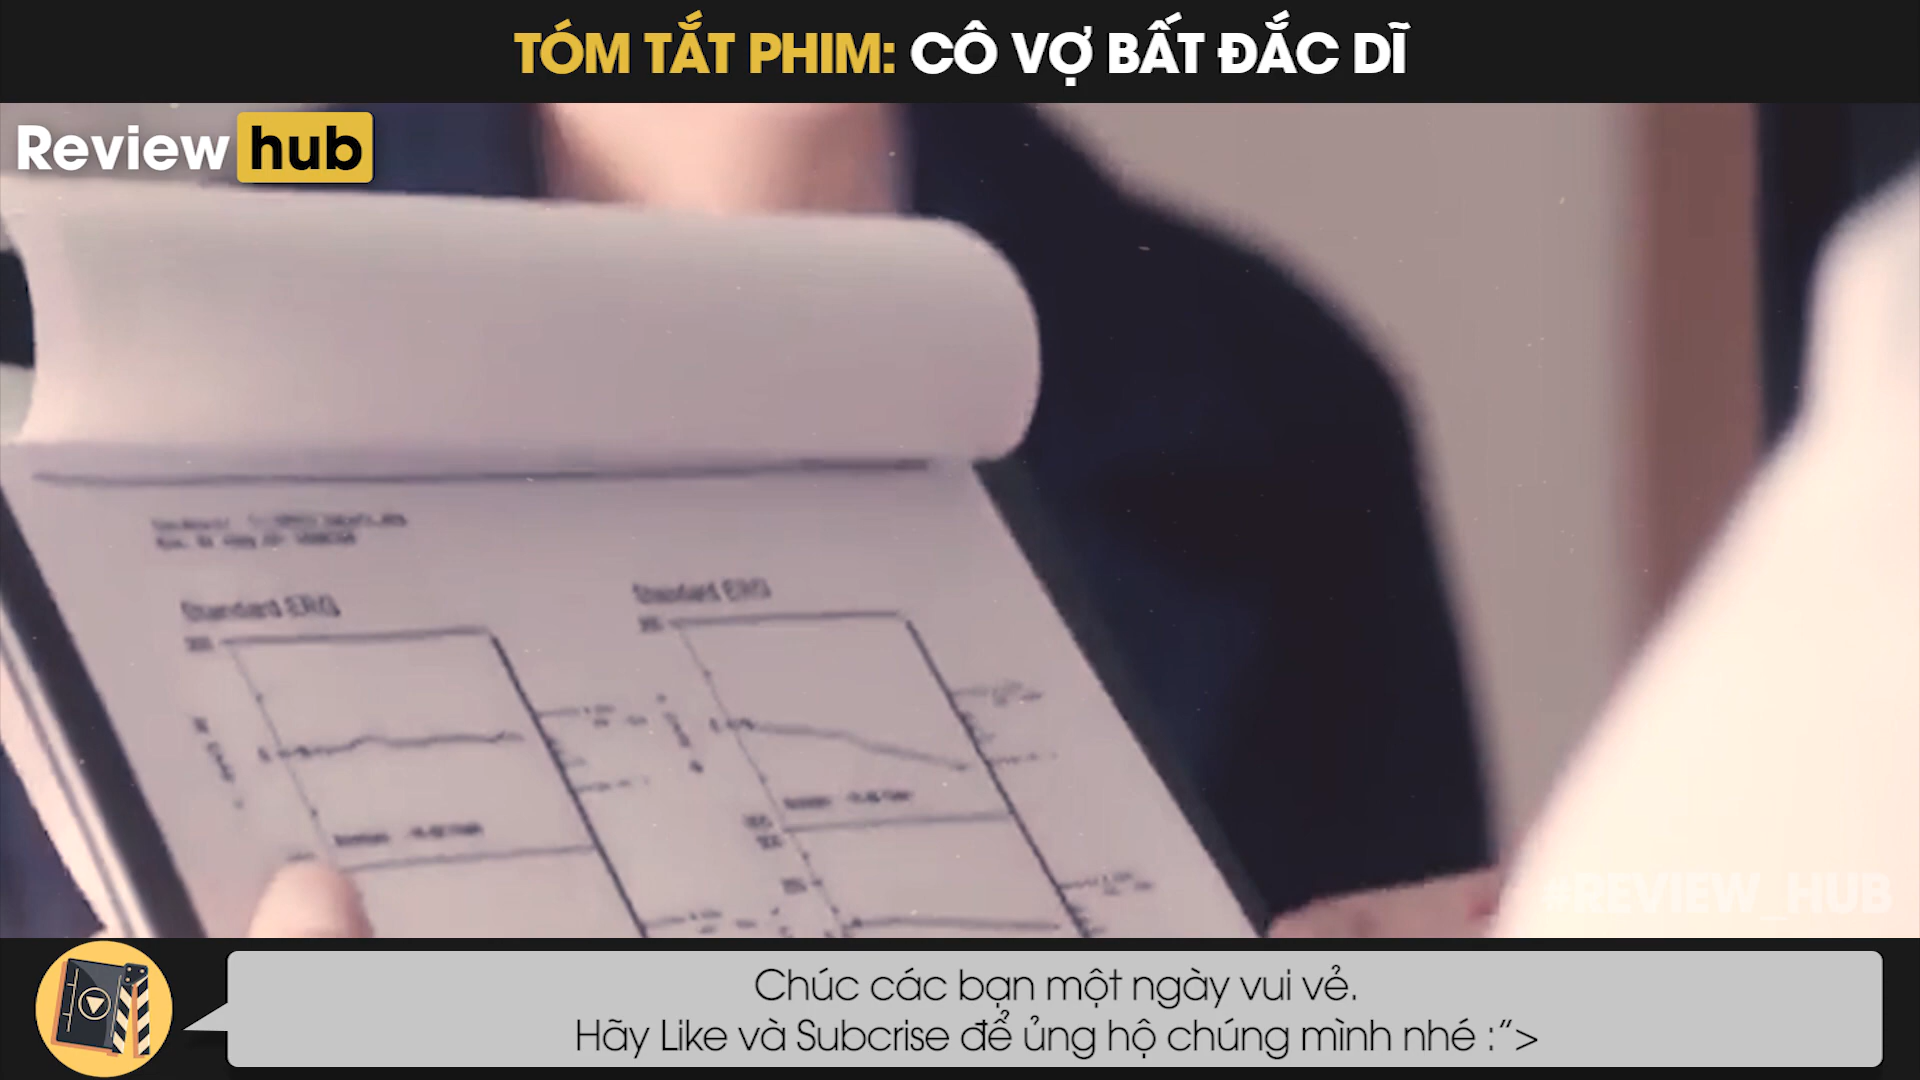 TÓM TẮT PHIM: CÔ VỢ BẤT ĐẮC DĨ
Review hub
Standard ERG
Standard ERG
#REVIEW_HUB
Chúc các bạn một ngày vui vẻ.
Hãy Like và Subcrise để ủng hộ chúng mình nhé :">